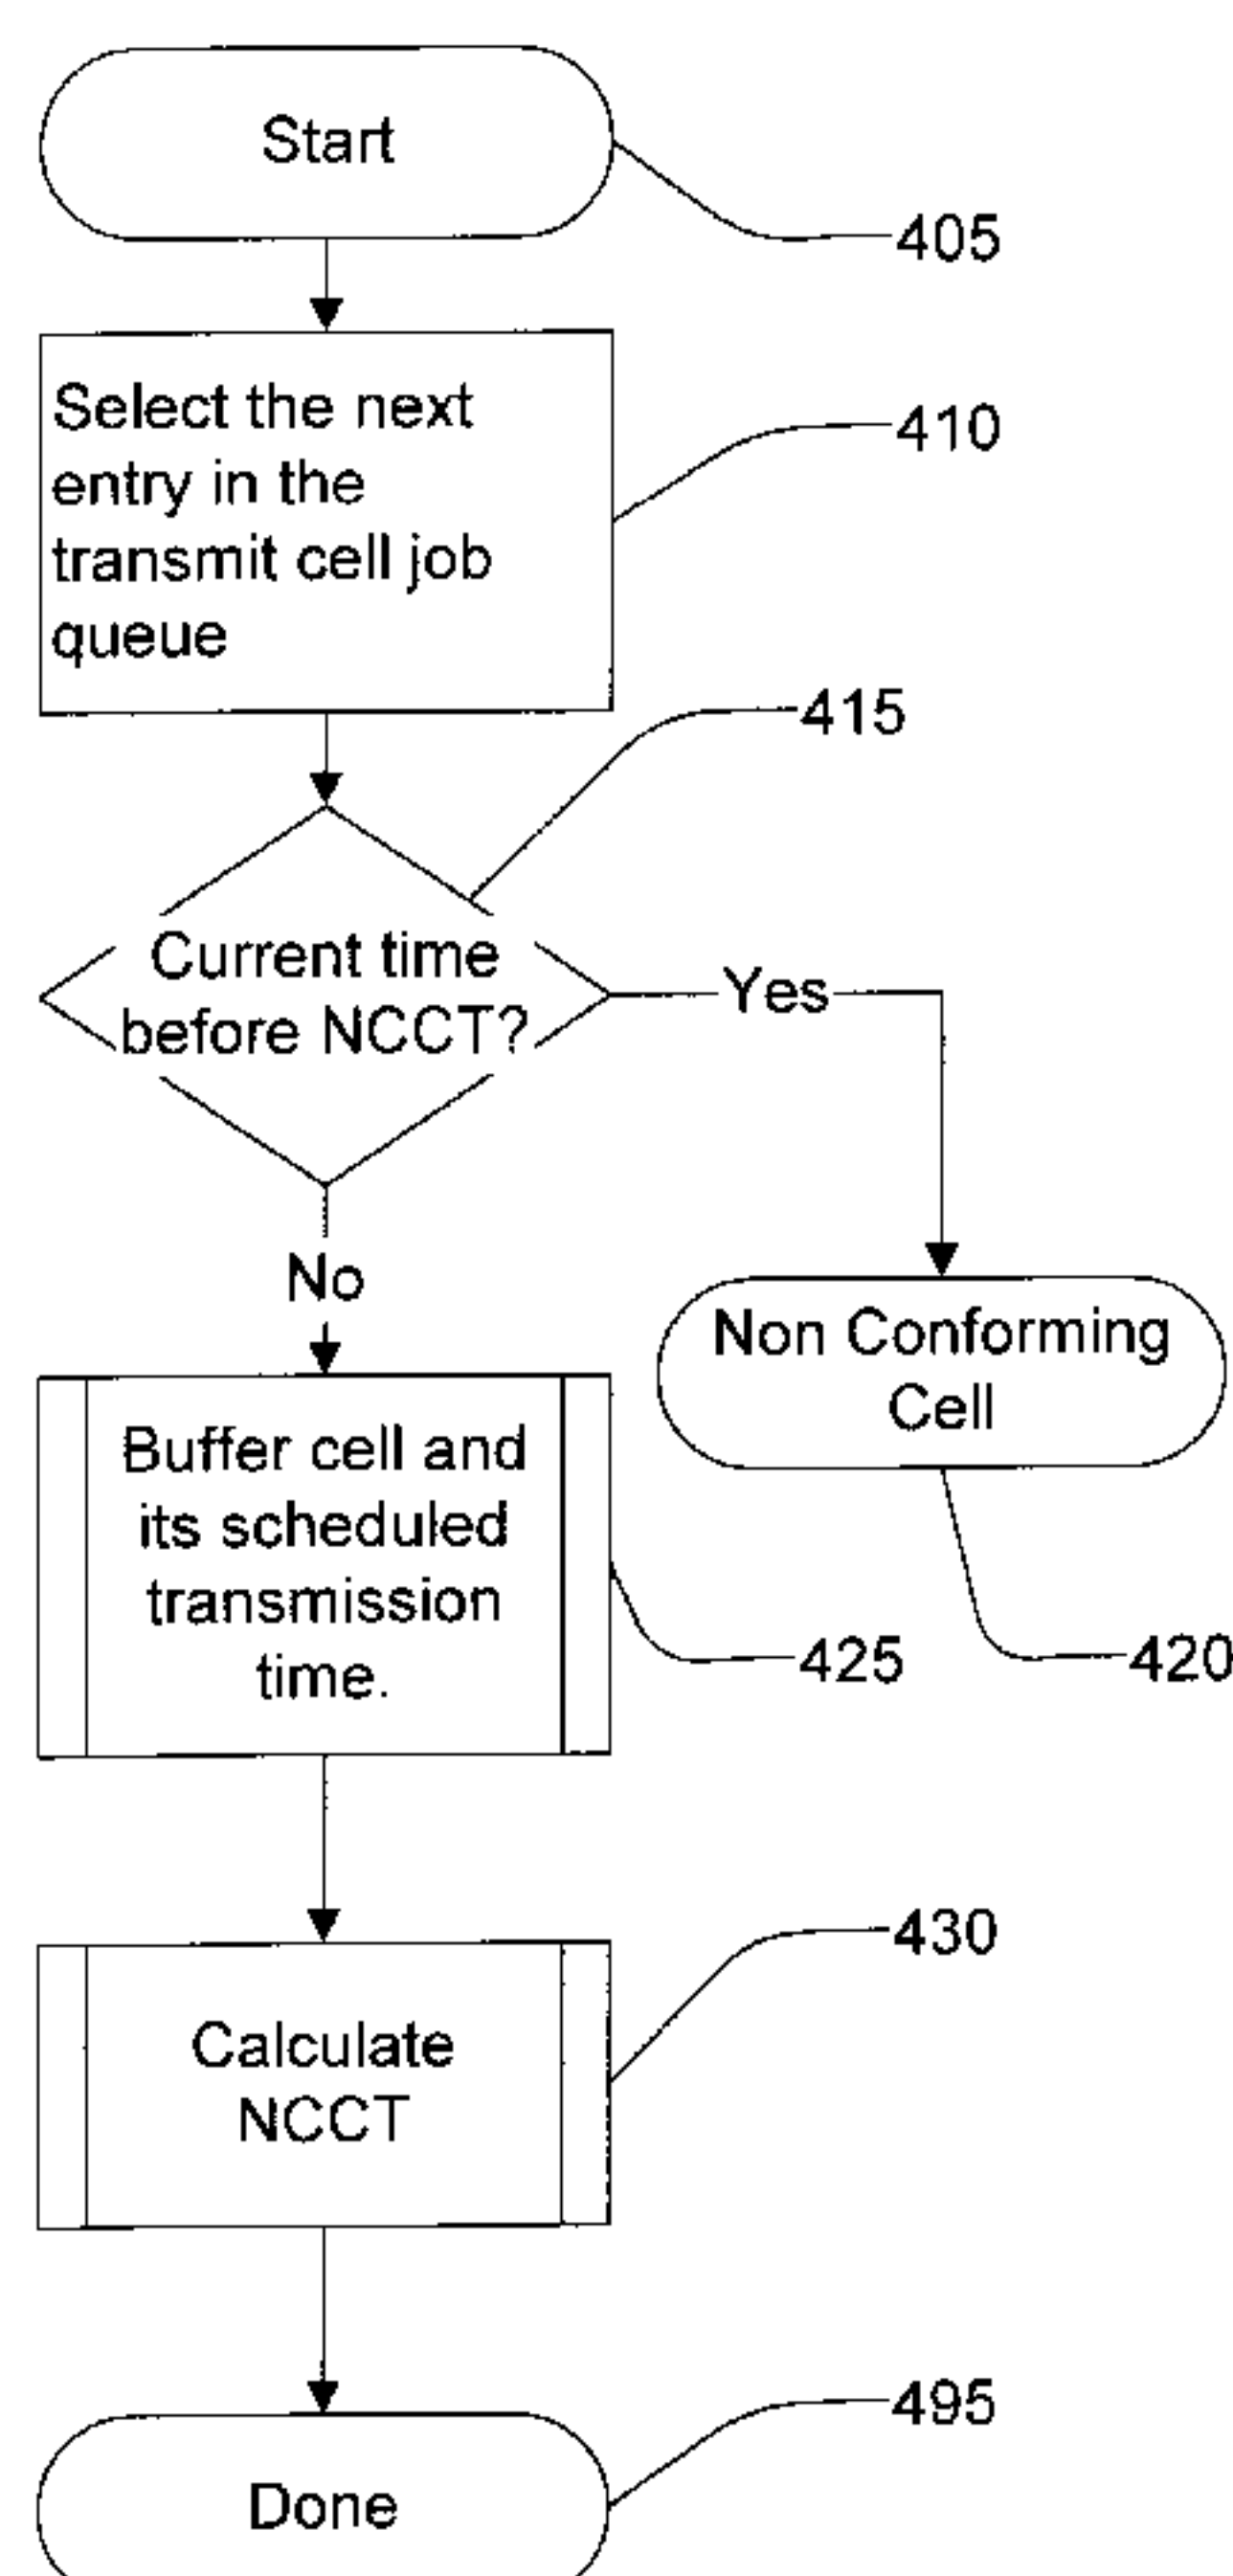 Start
405
Select the next
entry in the
transmit cell job
queue
410
415
Current time
before NCCT?
Yes
No
Non Conforming
Cell
Buffer cell and
its scheduled
transmission
time.
425
420
430
Calculate
NCCT
495
Done